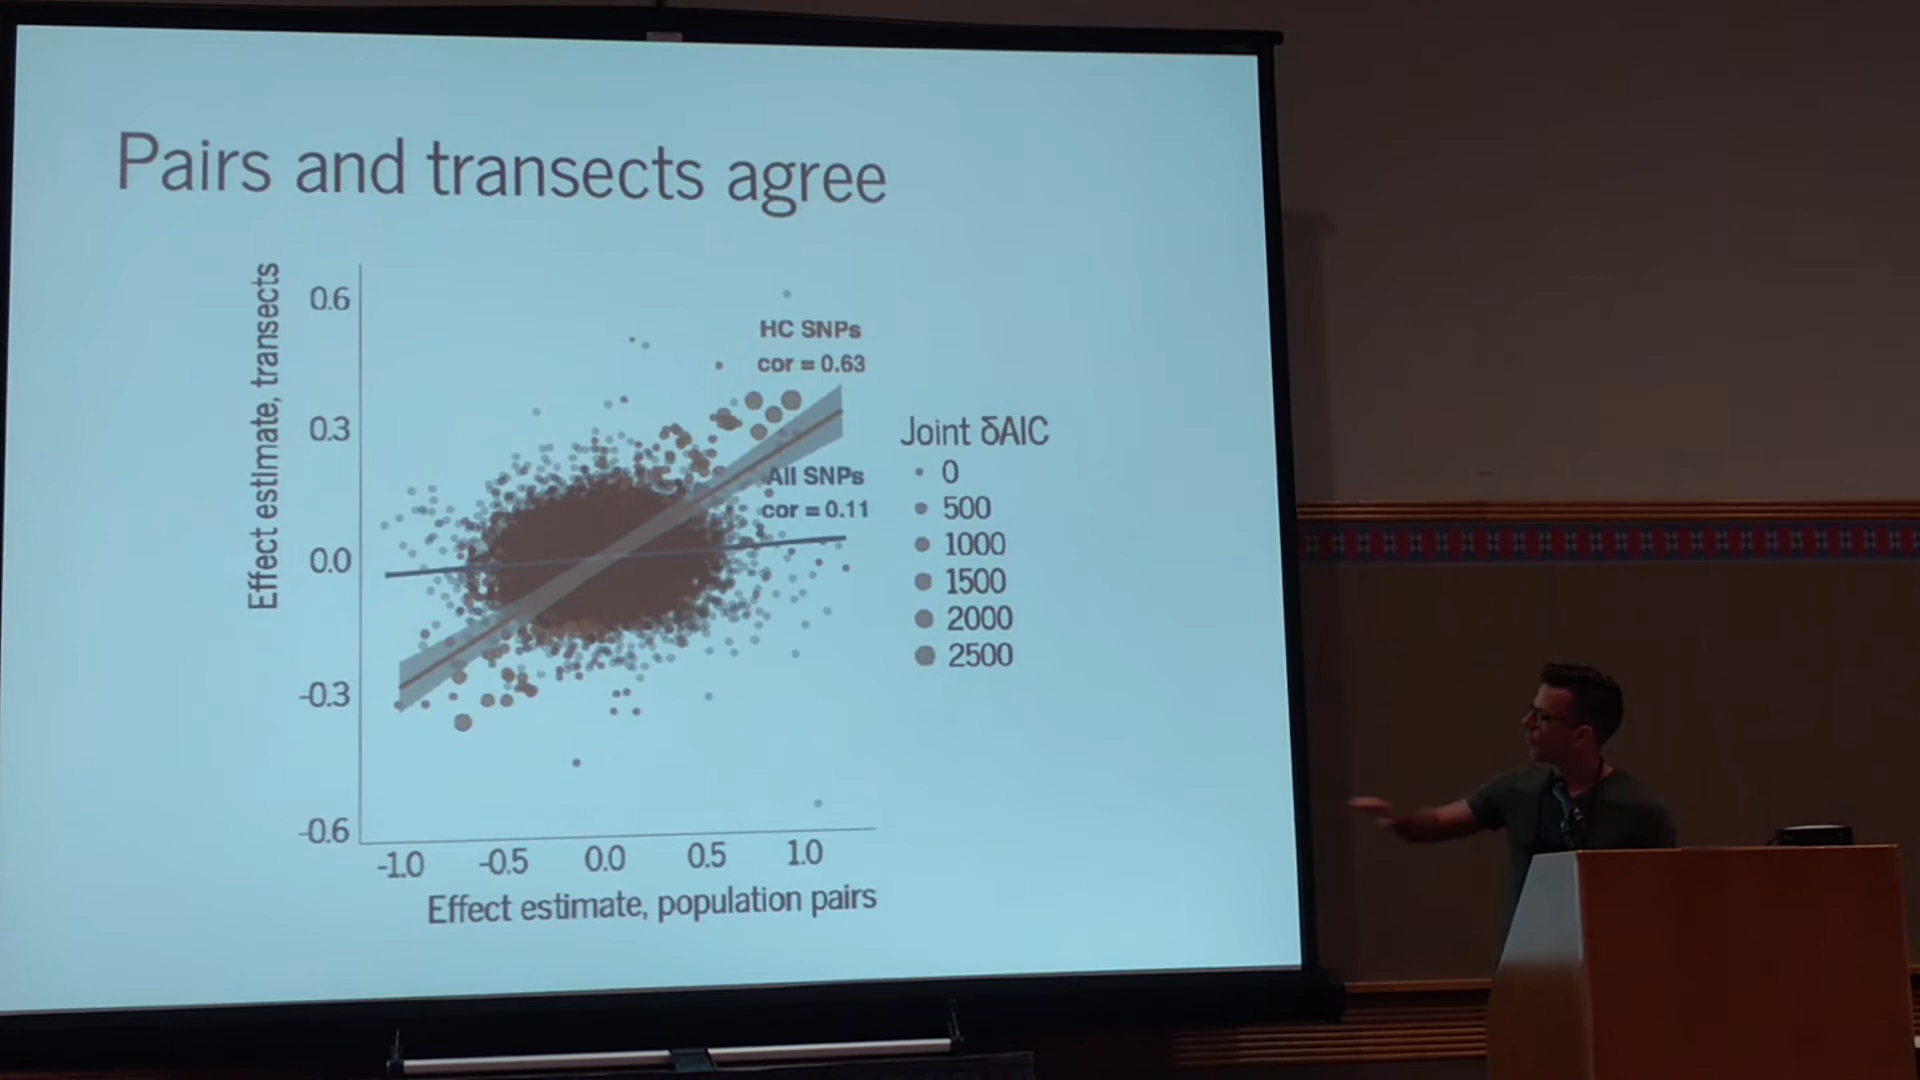 Pairs and transects agree
Effect estimate, transects
0.6
0.3
0.0
-0.3
-0.6
HC SNPs
cor = 0.63
All SNPs
cor = 0.11
-1.0 -0.5 0.0 0.5 1.0
Effect estimate, population pairs
Joint δAIC
0
500
1000
1500
2000
2500